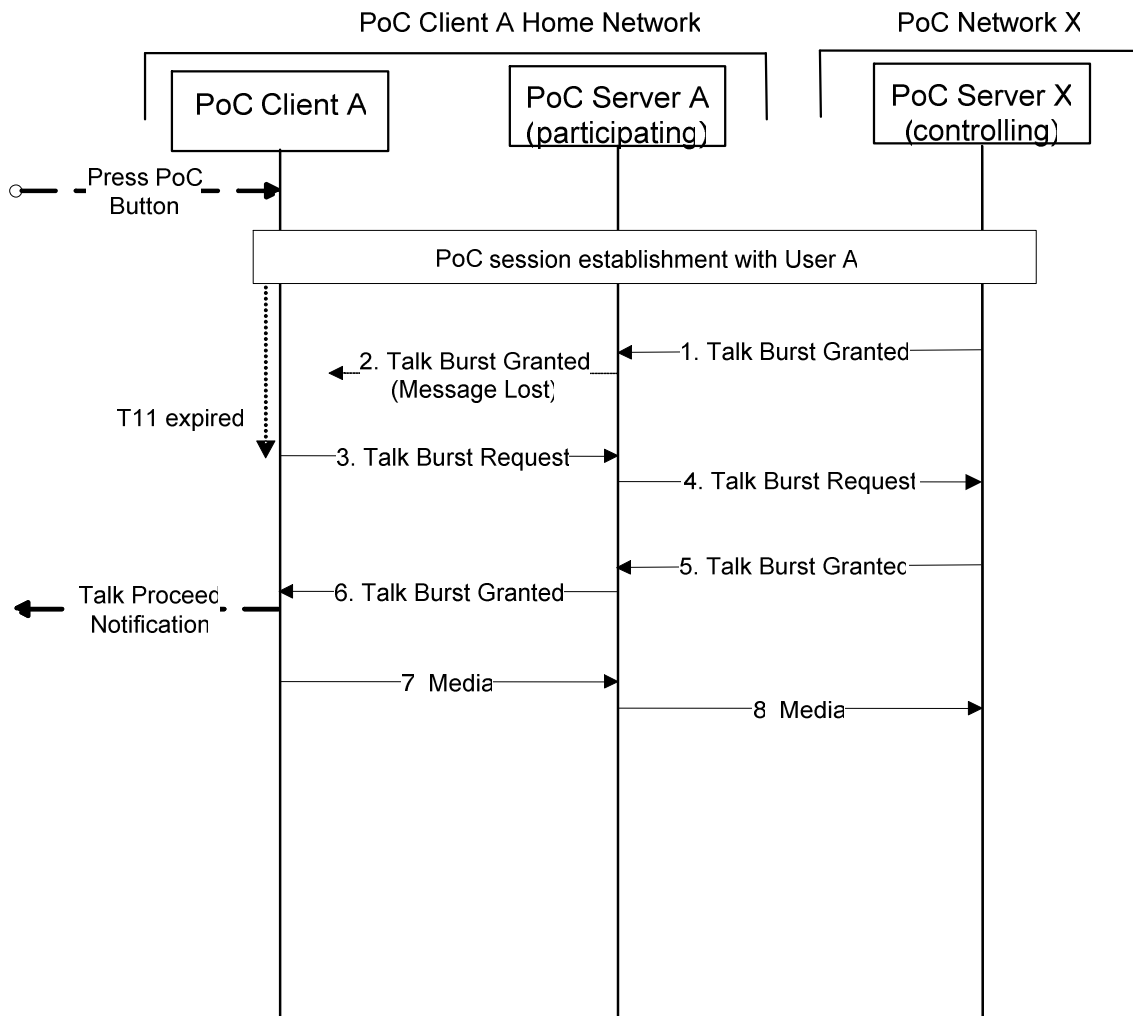 PoC Client A Home Network
PoC Network X
PoC Client A
PoC Server A
(participating)
PoC Server X
(controlling)
Press PoC
Button
PoC session establishment with User A
1. Talk Burst Granted
2. Talk Burst Granted
(Message Lost)
T11 expired
3. Talk Burst Request
4. Talk Burst Request
5. Talk Burst Granted
6. Talk Burst Granted
Talk Proceed
Notification
7 Media
8 Media